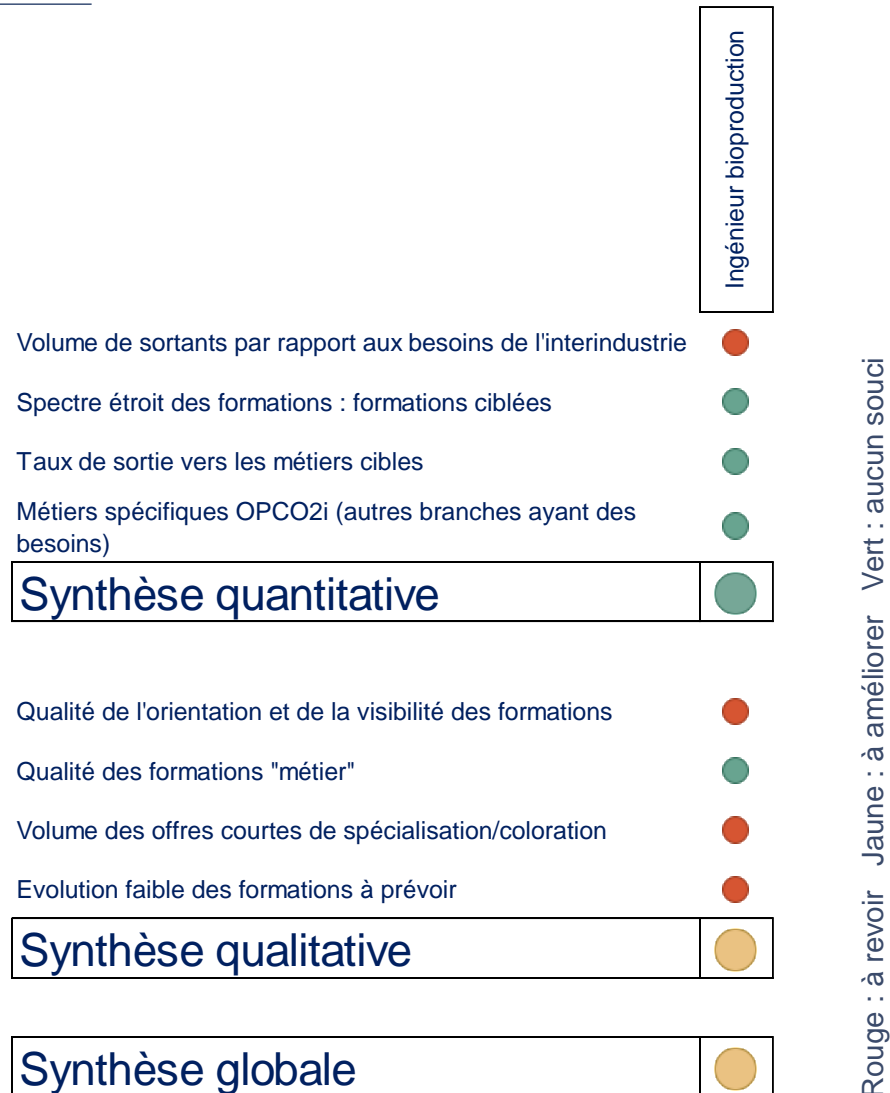 Ingénieur bioproduction
Volume de sortants par rapport aux besoins de l'interindustrie
Spectre étroit des formations : formations ciblées
Taux de sortie vers les métiers cibles
Métiers spécifiques OPCO2i (autres branches ayant des
besoins)
Synthèse quantitative
Qualité de l'orientation et de la visibilité des formations
Qualité des formations "métier"
Volume des offres courtes de spécialisation/coloration
Evolution faible des formations à prévoir
Synthèse qualitative
Synthèse globale
Rouge : à revoir Jaune : à améliorer Vert : aucun souci